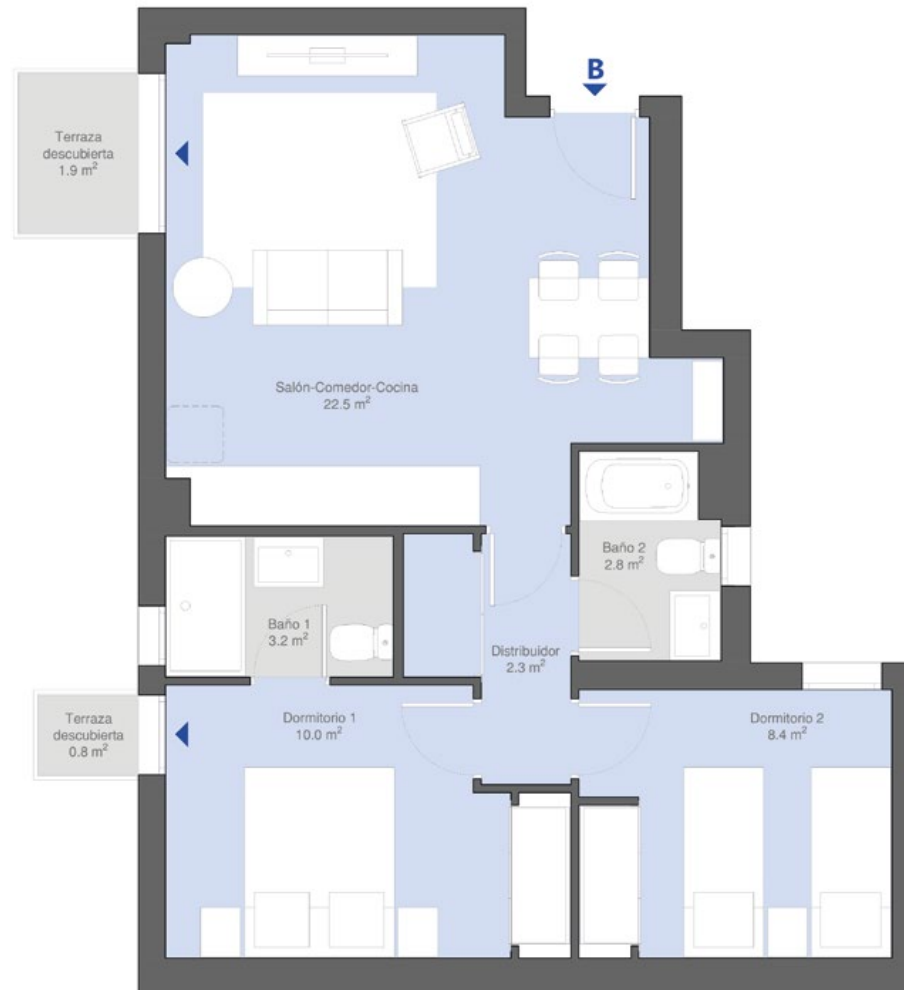 B
Terraza
descubierta
1.9 m²
Salón-Comedor-Cocina
22.5 m²
Baño 2
2.8 m²
Baño 1
3.2 m²
Distribuidor
2.3 m²
Terraza
descubierta
0.8 m²
Dormitorio 1
10.0 m²
Dormitorio 2
8.4 m²